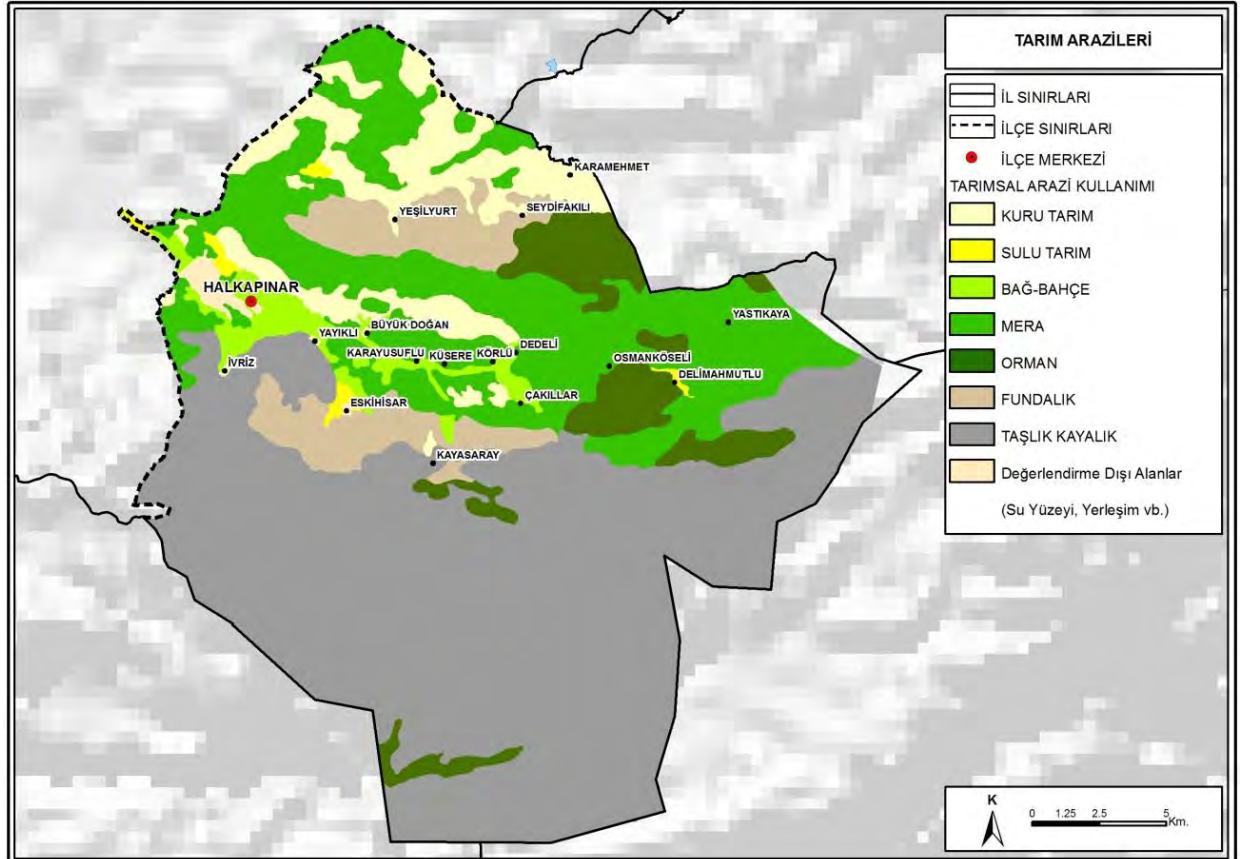 TARIM ARAZİLERİ
İL SINIRLARI
İLÇE SINIRLARI
İLÇE MERKEZİ
TARIMSAL ARAZİ KULLANIMI
KURU TARIM
SULU TARIM
BAĞ-BAHÇE
MERA
ORMAN
FUNDALIK
TAŞLIK KAYALIK
Değerlendirme Dışı Alanlar
(Su Yüzeyi, Yerleşim vb.)
KARAMEHMET
YEŞİLYURT
SEYDİFAKILI
HALKAPINAR
YASTIKAYA
BÜYÜK DOĞAN
YAYIKLI
DEDELİ
KARAYUSUFLU
KÜSERE
KÖRLÜ
OSMANKÖSELİ
İVRİZ
DELİMAHMUTLU
ÇAKILLAR
ESKİHİSAR
KAYASARAY
K
0 1.25 2.5 5
Km.